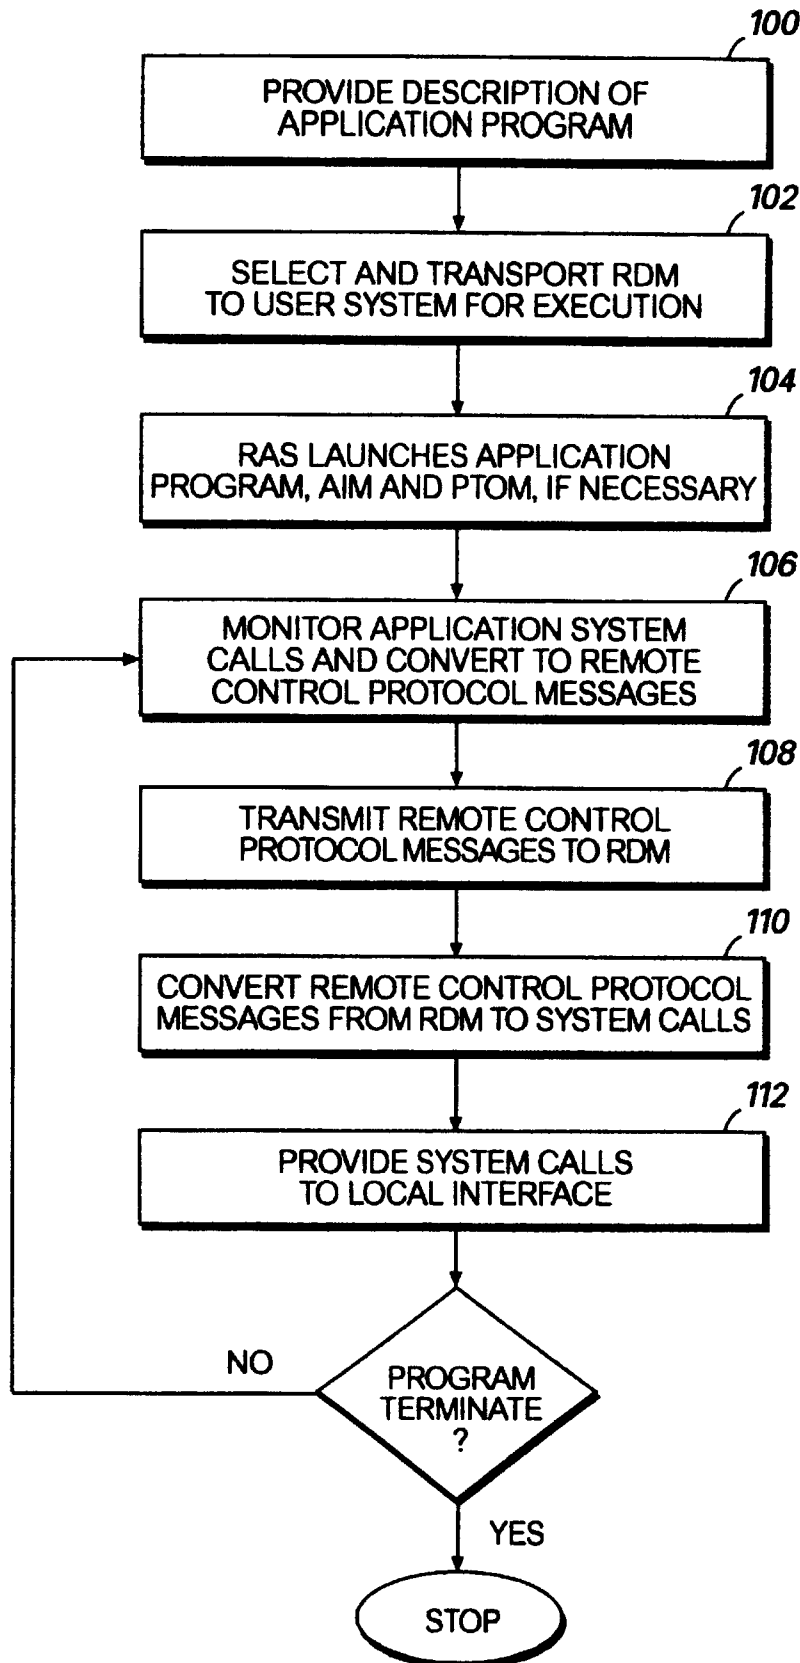 100
PROVIDE DESCRIPTION OF
APPLICATION PROGRAM
102
SELECT AND TRANSPORT RDM
TO USER SYSTEM FOR EXECUTION
104
RAS LAUNCHES APPLICATION
PROGRAM, AIM AND PTOM, IF NECESSARY
106
MONITOR APPLICATION SYSTEM
CALLS AND CONVERT TO REMOTE
CONTROL PROTOCOL MESSAGES
108
TRANSMIT REMOTE CONTROL
PROTOCOL MESSAGES TO RDM
110
CONVERT REMOTE CONTROL PROTOCOL
MESSAGES FROM RDM TO SYSTEM CALLS
112
PROVIDE SYSTEM CALLS
TO LOCAL INTERFACE
NO
PROGRAM
TERMINATE
?
YES
STOP